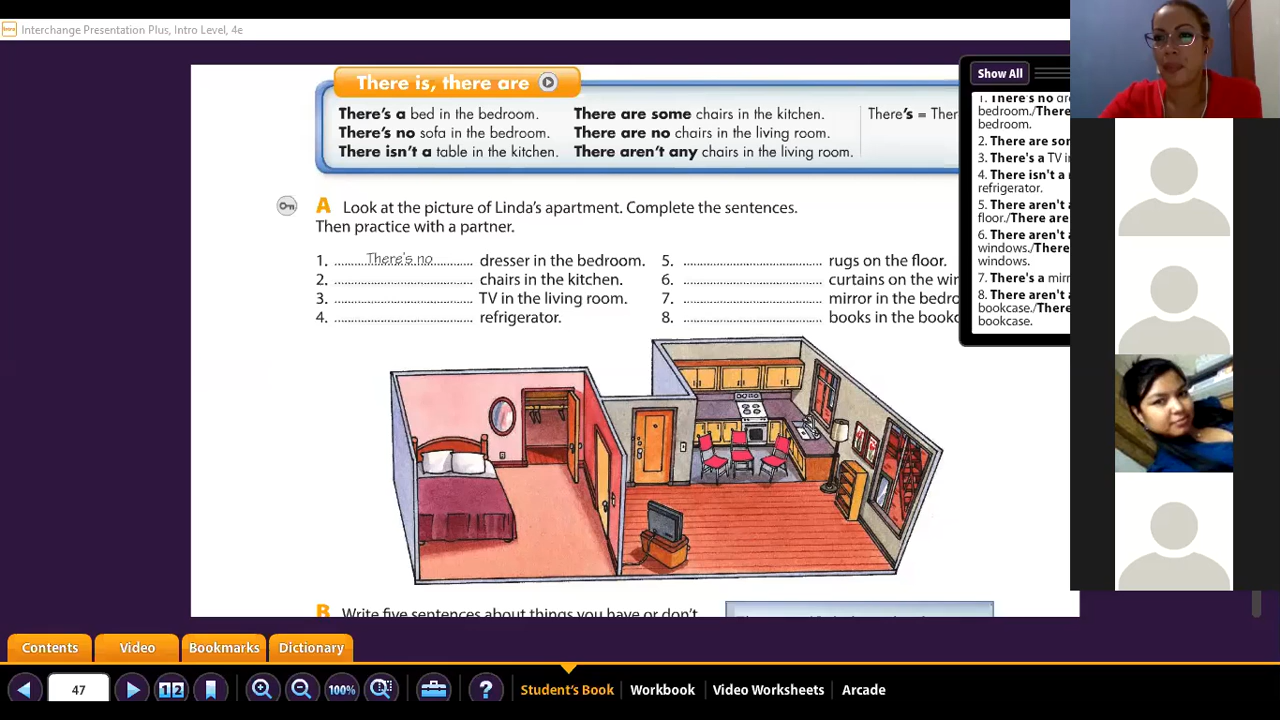 Interchange Presentation Plus, Intro Level, 4e
There is, there are
There's a bed in the bedroom.
There's no sofa in the bedroom.
There isn't a table in the kitchen.
There are some chairs in the kitchen.
There are no chairs in the living room.
There aren't any chairs in the living room.
There's = Ther
A Look at the picture of Linda's apartment. Complete the sentences.
Then practice with a partner.
1. There's no dresser in the bedroom.
2. chairs in the kitchen.
3. TV in the living room.
4. refrigerator.
5. rugs on the floor.
6. curtains on the win
7. mirror in the bedro
8. books in the bookc
Show All
1. There's no dr
bedroom./There
bedroom.
2. There are som
3. There's a TV in
4. There isn't a r
refrigerator.
5. There aren't a
floor./There are
6. There aren't a
windows./There
windows.
7. There's a mirr
8. There aren't a
bookcase./There
bookcase.
B Write five sentences about things you have or don't
Contents
Video
Bookmarks
Dictionary
47
1 2
100%
?
Student's Book
Workbook
Video Worksheets
Arcade